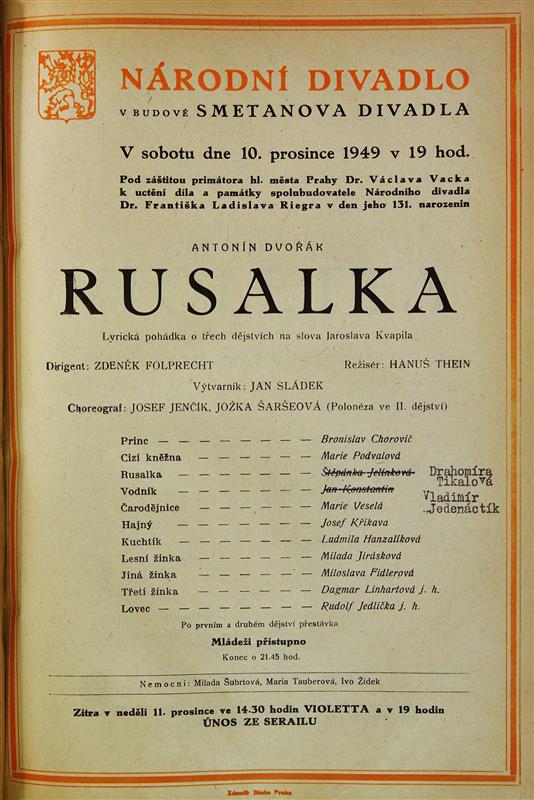 NÁRODNÍ DIVADLO
V BUDOVĚ SMETANOVA DIVADLA
V sobotu dne 10. prosince 1949 v 19 hod.
Pod záštitou primátora hl. města Prahy Dr. Václava Vacka
k uctění díla a památky spolubudovatele Národního divadla
Dr. Františka Ladislava Riegra v den jeho 131. narozenin
ANTONÍN DVOŘÁK
RUSALKA
Lyrická pohádka o třech dějstvích na slova Jaroslava Kvapila
Dirigent: ZDENĚK FOLPRECHT Režisér: HANUŠ THEIN
Výtvarník: JAN SLÁDEK
Choreograf: JOSEF JENČÍK, JOŽKA ŠARŠEOVÁ (Polonéza ve II. dějství)
Princ — — — — — — — Bronislav Chorovič
Cizí kněžna — — — — — — Marie Podvalová
Rusalka — — — — — — Štěpánka Jelínková Drahomíra
Tikalová
Vodník — — — — — — Jan Konstantin Vladimír
Jedenáctík
Čarodějnice — — — — — — Marie Veselá
Hajný — — — — — — Josef Křikava
Kuchtík — — — — — — Ludmila Hanzalíková
Lesní žínka — — — — — Milada Jirásková
Jiná žínka — — — — — Miloslava Fidlerová
Třetí žínka — — — — — Dagmar Linhartová j. h.
Lovec — — — — — — — Rudolf Jedlička j. h.
Po prvním a druhém dějství přestávka
Mládeži přístupno
Konec o 21.45 hod.
Nemocni: Milada Šubrtová, Maria Tauberová, Ivo Žídek
Zítra v neděli 11. prosince ve 14.30 hodin VIOLETTA a v 19 hodin
ÚNOS ZE SERAILU